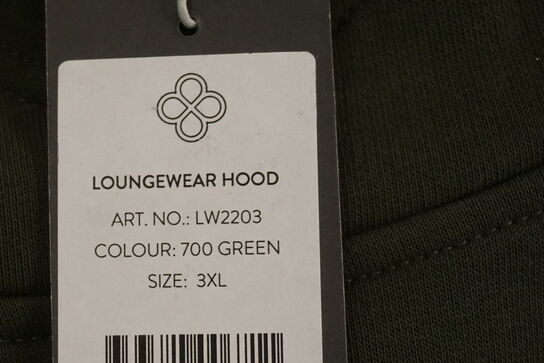 LOUNGEWEAR HOOD
ART. NO.: LW2203
COLOUR: 700 GREEN
SIZE: 3XL